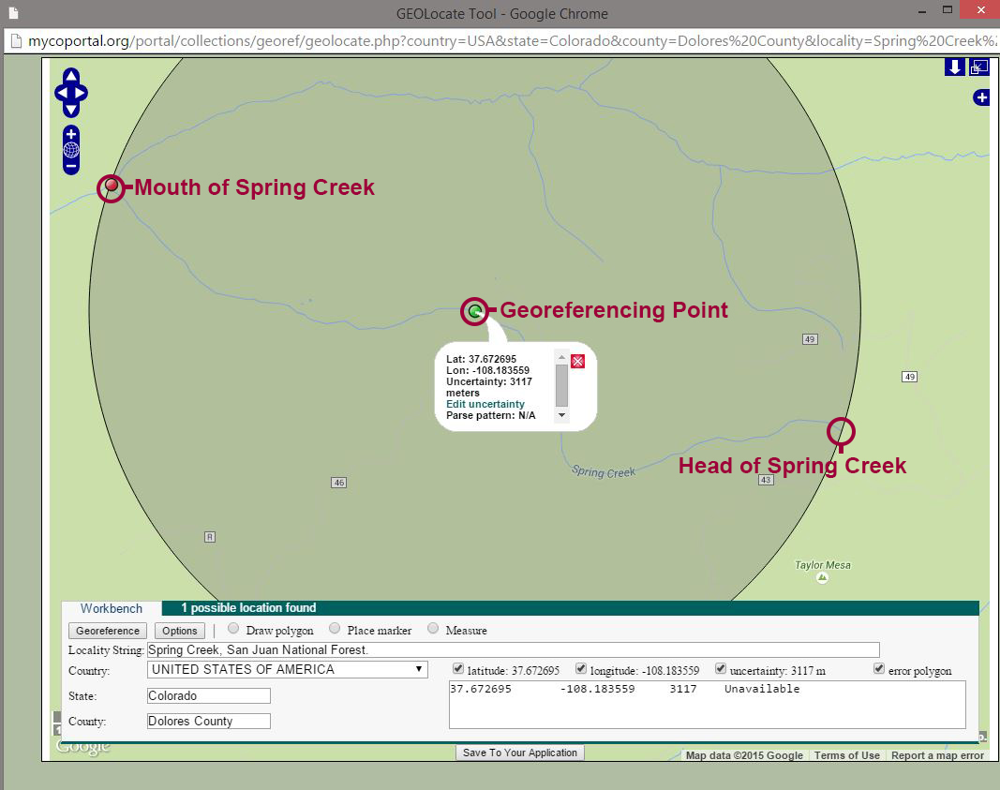 GEOLocate Tool - Google Chrome
mycoportal.org/portal/collections/georef/geolocate.php?country=USA&state=Colorado&county=Dolores%20County&locality=Spring%20Creek%
Mouth of Spring Creek
Georeferencing Point
49
Lat: 37.672695
Lon: -108.183559
Uncertainty: 3117
meters
Edit uncertainty
Parse pattern: N/A
49
Head of Spring Creek
Spring Creek
43
46
R
Taylor Mesa
Workbench
1 possible location found
Georeference Options | Draw polygon Place marker Measure
Locality String: Spring Creek, San Juan National Forest.
Country: UNITED STATES OF AMERICA
latitude: 37.672695 longitude: -108.183559 uncertainty: 3117 m error polygon
37.672695 -108.183559 3117 Unavailable
State: Colorado
County: Dolores County
Google
Save To Your Application
Map data ©2015 Google Terms of Use Report a map error